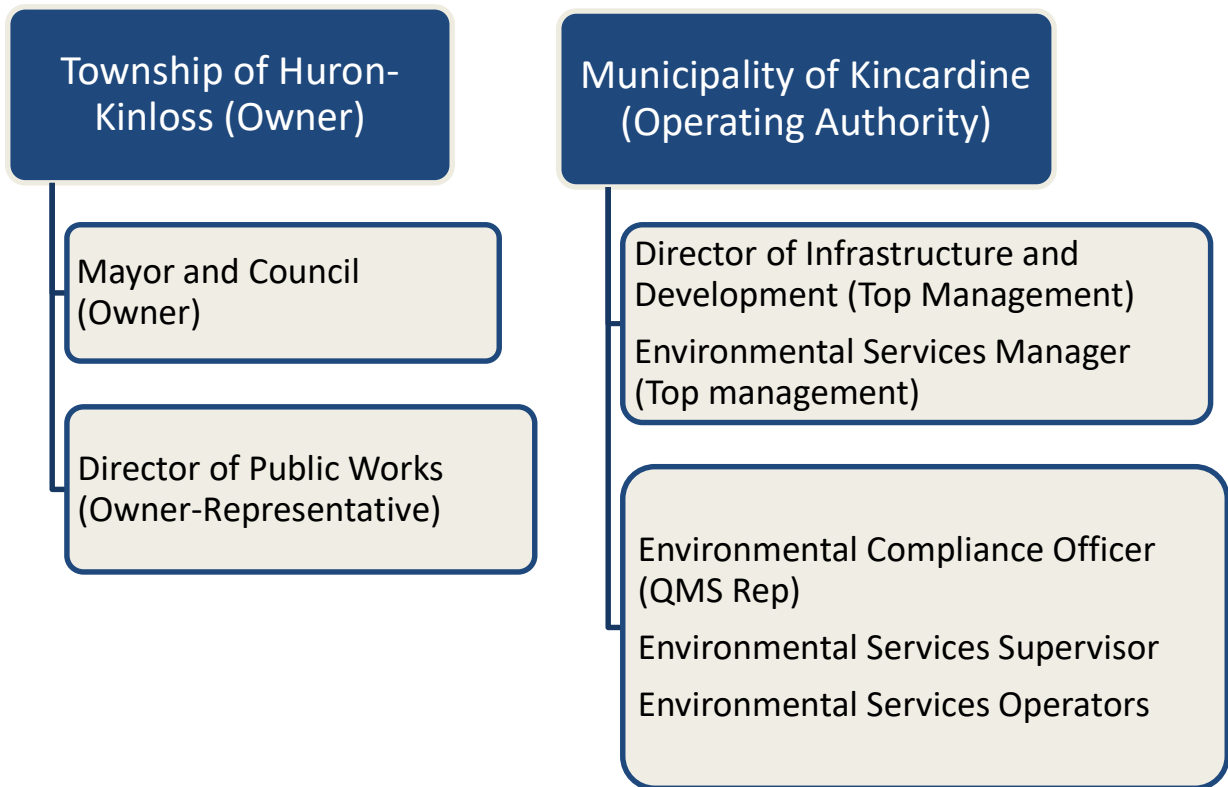 Township of Huron-
Kinloss (Owner)
Mayor and Council
(Owner)
Director of Public Works
(Owner-Representative)
Municipality of Kincardine
(Operating Authority)
Director of Infrastructure and
Development (Top Management)
Environmental Services Manager
(Top management)
Environmental Compliance Officer
(QMS Rep)
Environmental Services Supervisor
Environmental Services Operators